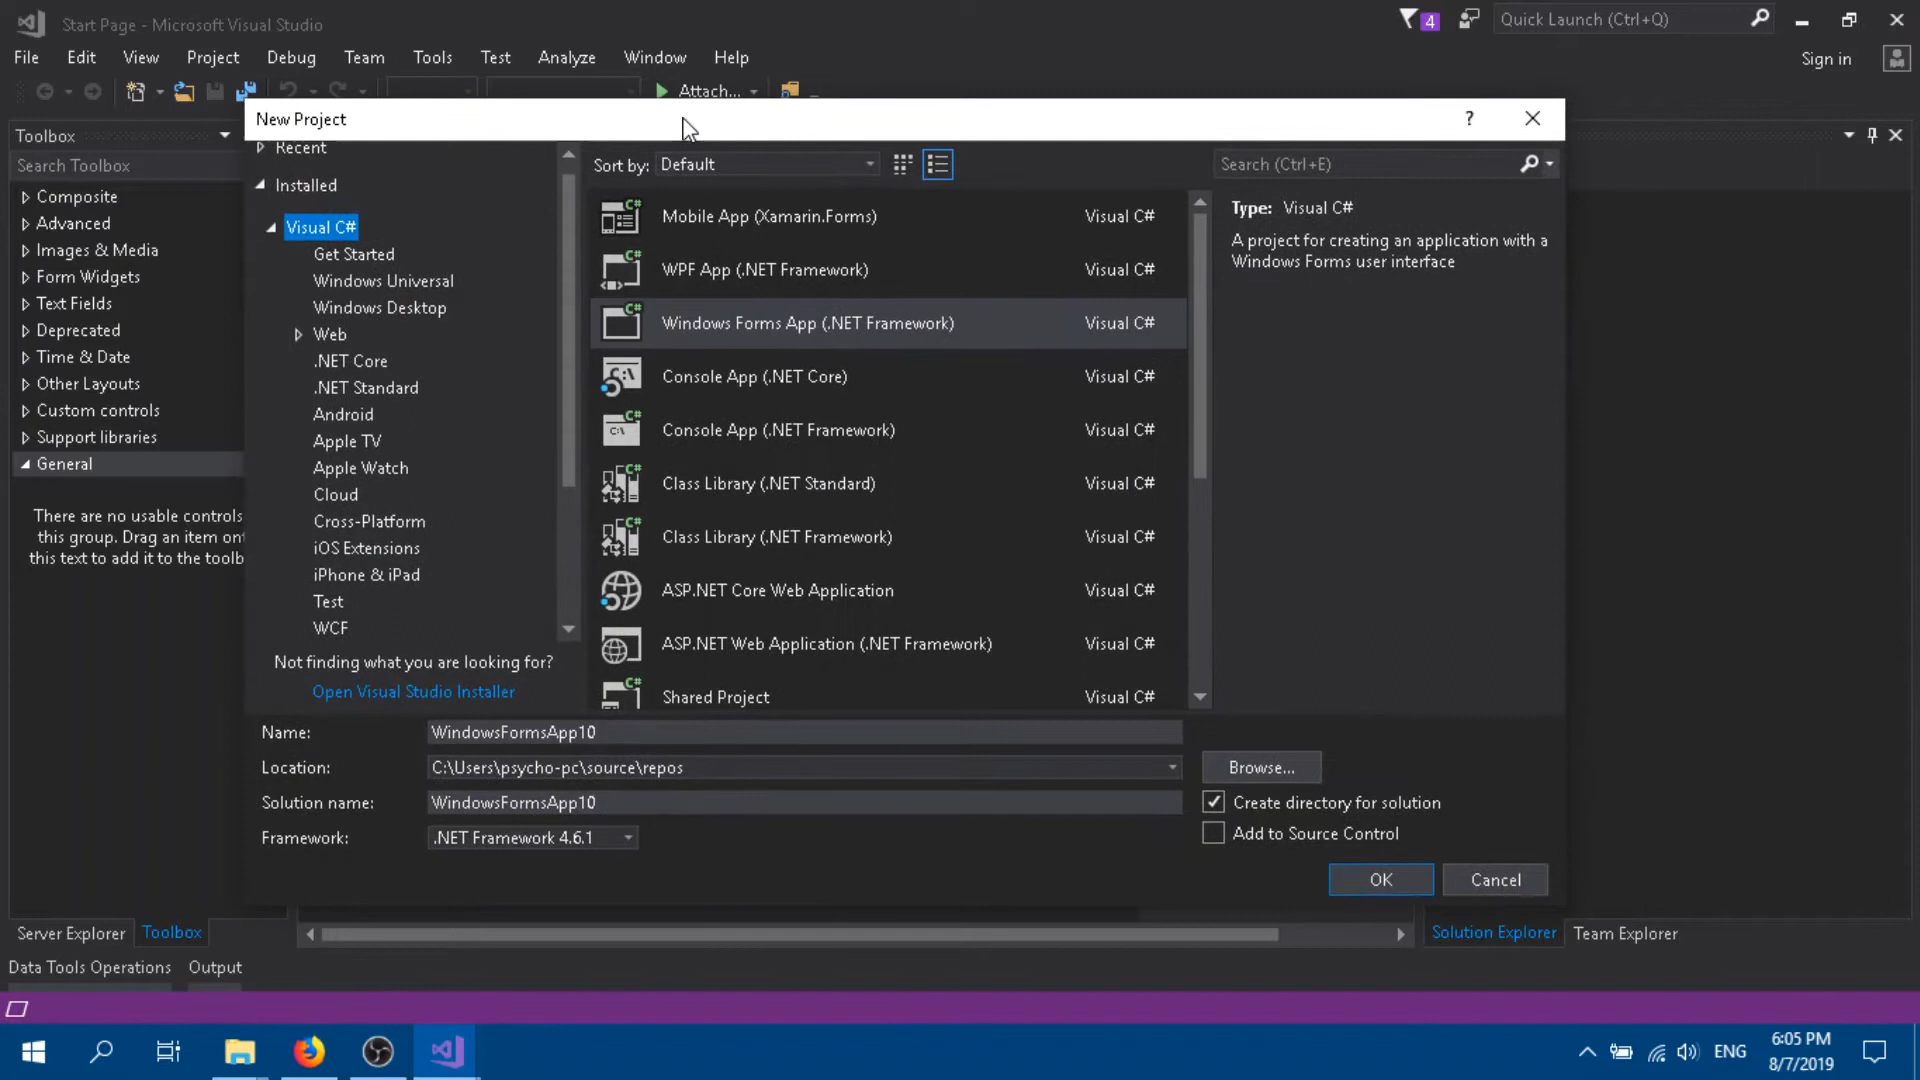 Start Page - Microsoft Visual Studio
4
Quick Launch (Ctrl+Q)
File Edit View Project Debug Team Tools Test Analyze Window Help
Sign in
Attach...
New Project
?
Toolbox
Search Toolbox
Composite
Advanced
Images & Media
Form Widgets
Text Fields
Deprecated
Time & Date
Other Layouts
Custom controls
Support libraries
General
There are no usable controls
this group. Drag an item ont
this text to add it to the toolb
Recent
Installed
Visual C#
Get Started
Windows Universal
Windows Desktop
Web
.NET Core
.NET Standard
Android
Apple TV
Apple Watch
Cloud
Cross-Platform
iOS Extensions
iPhone & iPad
Test
WCF
Not finding what you are looking for?
Open Visual Studio Installer
Sort by: Default
Search (Ctrl+E)
Mobile App (Xamarin.Forms) Visual C#
WPF App (.NET Framework) Visual C#
Windows Forms App (.NET Framework) Visual C#
Console App (.NET Core) Visual C#
Console App (.NET Framework) Visual C#
Class Library (.NET Standard) Visual C#
Class Library (.NET Framework) Visual C#
ASP.NET Core Web Application Visual C#
ASP.NET Web Application (.NET Framework) Visual C#
Shared Project Visual C#
Type: Visual C#
A project for creating an application with a
Windows Forms user interface
Name: WindowsFormsApp10
Location: C:\Users\psycho-pc\source\repos
Browse...
Solution name: WindowsFormsApp10
Create directory for solution
Framework: .NET Framework 4.6.1
Add to Source Control
OK Cancel
Server Explorer Toolbox
Solution Explorer Team Explorer
Data Tools Operations Output
ENG
6:05 PM
8/7/2019